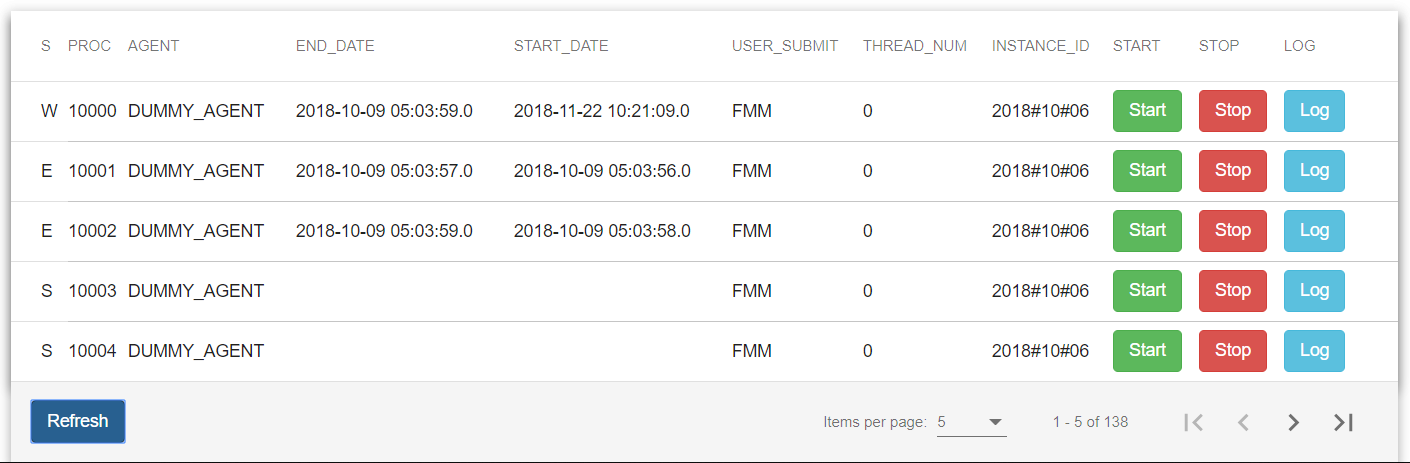 S PROC AGENT END_DATE START_DATE USER_SUBMIT THREAD_NUM INSTANCE_ID START STOP LOG
W 10000 DUMMY_AGENT 2018-10-09 05:03:59.0 2018-11-22 10:21:09.0 FMM 0 2018#10#06 Start Stop Log
E 10001 DUMMY_AGENT 2018-10-09 05:03:57.0 2018-10-09 05:03:56.0 FMM 0 2018#10#06 Start Stop Log
E 10002 DUMMY_AGENT 2018-10-09 05:03:59.0 2018-10-09 05:03:58.0 FMM 0 2018#10#06 Start Stop Log
S 10003 DUMMY_AGENT FMM 0 2018#10#06 Start Stop Log
S 10004 DUMMY_AGENT FMM 0 2018#10#06 Start Stop Log
Refresh Items per page: 5 1 - 5 of 138